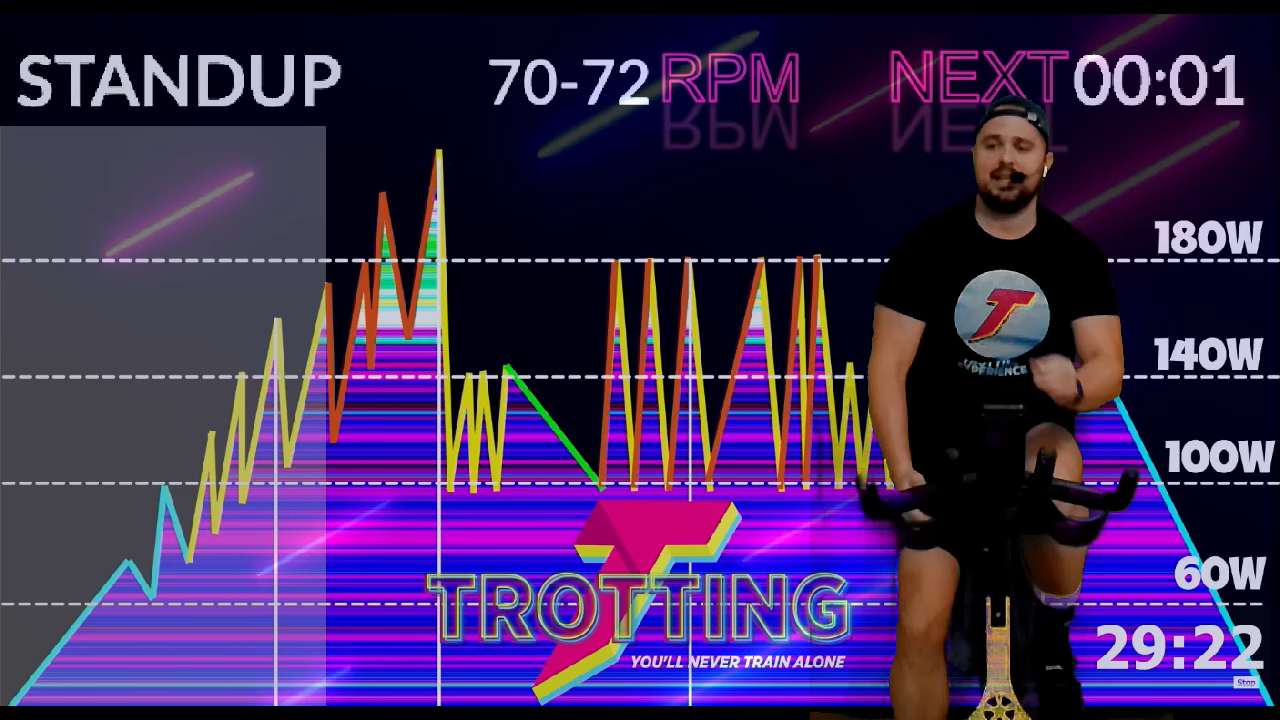 STANDUP
70-72 RPM
NEXT 00:01
180W
140W
100W
60W
TROTTING
YOU'LL NEVER TRAIN ALONE
29:22
Stop